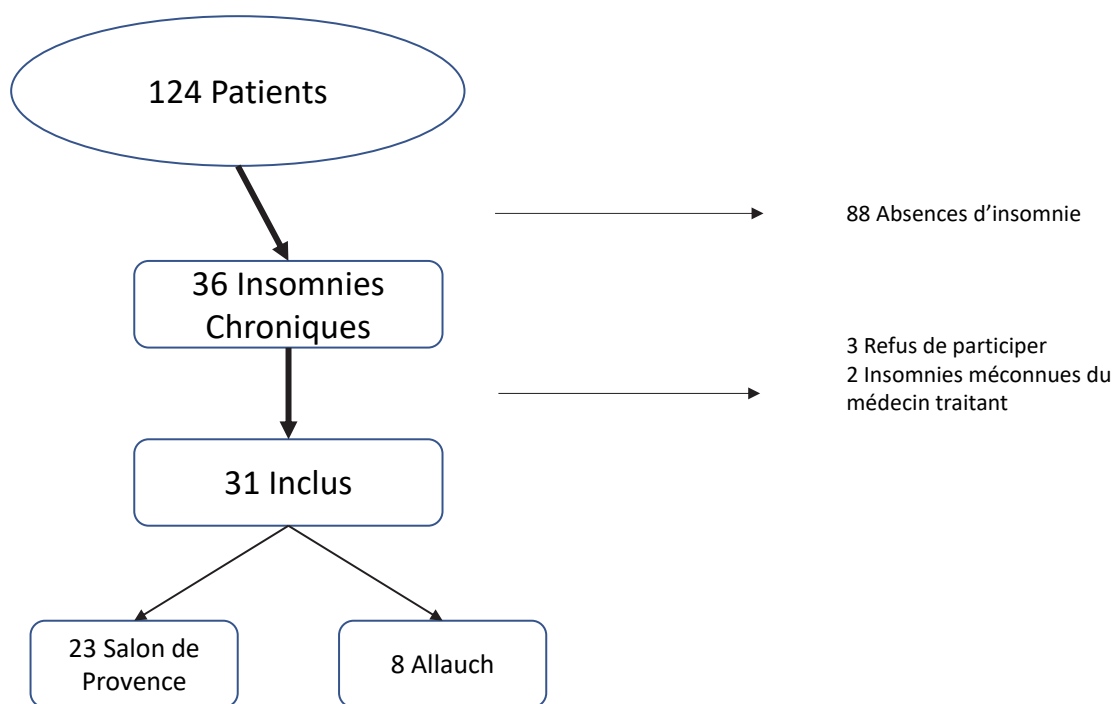 124 Patients
88 Absences d’insomnie
36 Insomnies
Chroniques
3 Refus de participer
2 Insomnies méconnues du
médecin traitant
31 Inclus
23 Salon de
Provence
8 Allauch